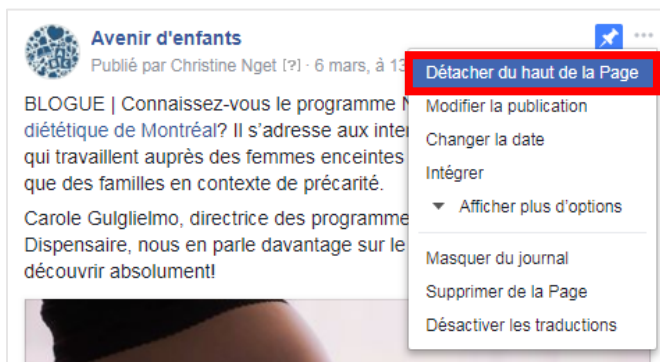 Avenir d'enfants
Publié par Christine Nget [?] · 6 mars, à 13
BLOGUE | Connaissez-vous le programme
diététique de Montréal? Il s’adresse aux
qui travaillent auprès des femmes enceintes
que des familles en contexte de précarité.
Carole Gulglielmo, directrice des programme
Dispensaire, nous en parle davantage sur le
découvrir absolument!
Détacher du haut de la Page
Modifier la publication
Changer la date
Intégrer
Afficher plus d’options
Masquer du journal
Supprimer de la Page
Désactiver les traductions